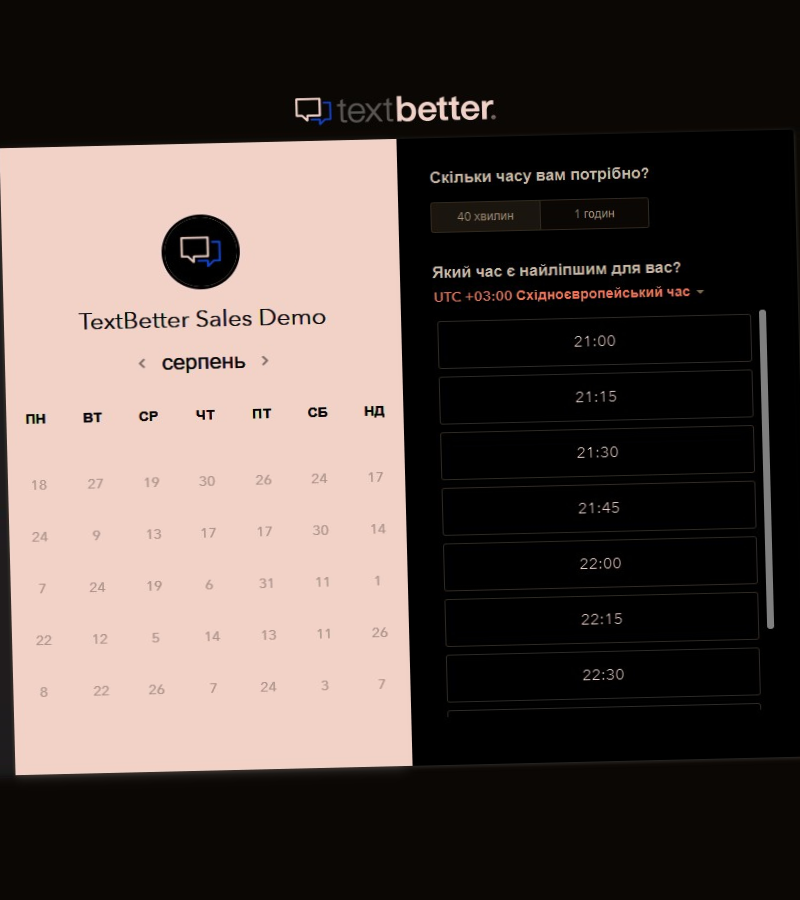 textbetter.
TextBetter Sales Demo
серпень
ПН ВТ СР ЧТ ПТ СБ НД
18 27 19 30 26 24 17
24 9 13 17 17 30 14
7 24 19 6 31 11 1
22 12 5 14 13 11 26
8 22 26 7 24 3 7
Скільки часу вам потрібно?
40 хвилин 1 годин
Який час є найліпшим для вас?
UTC +03:00 Східноєвропейський час
21:00
21:15
21:30
21:45
22:00
22:15
22:30